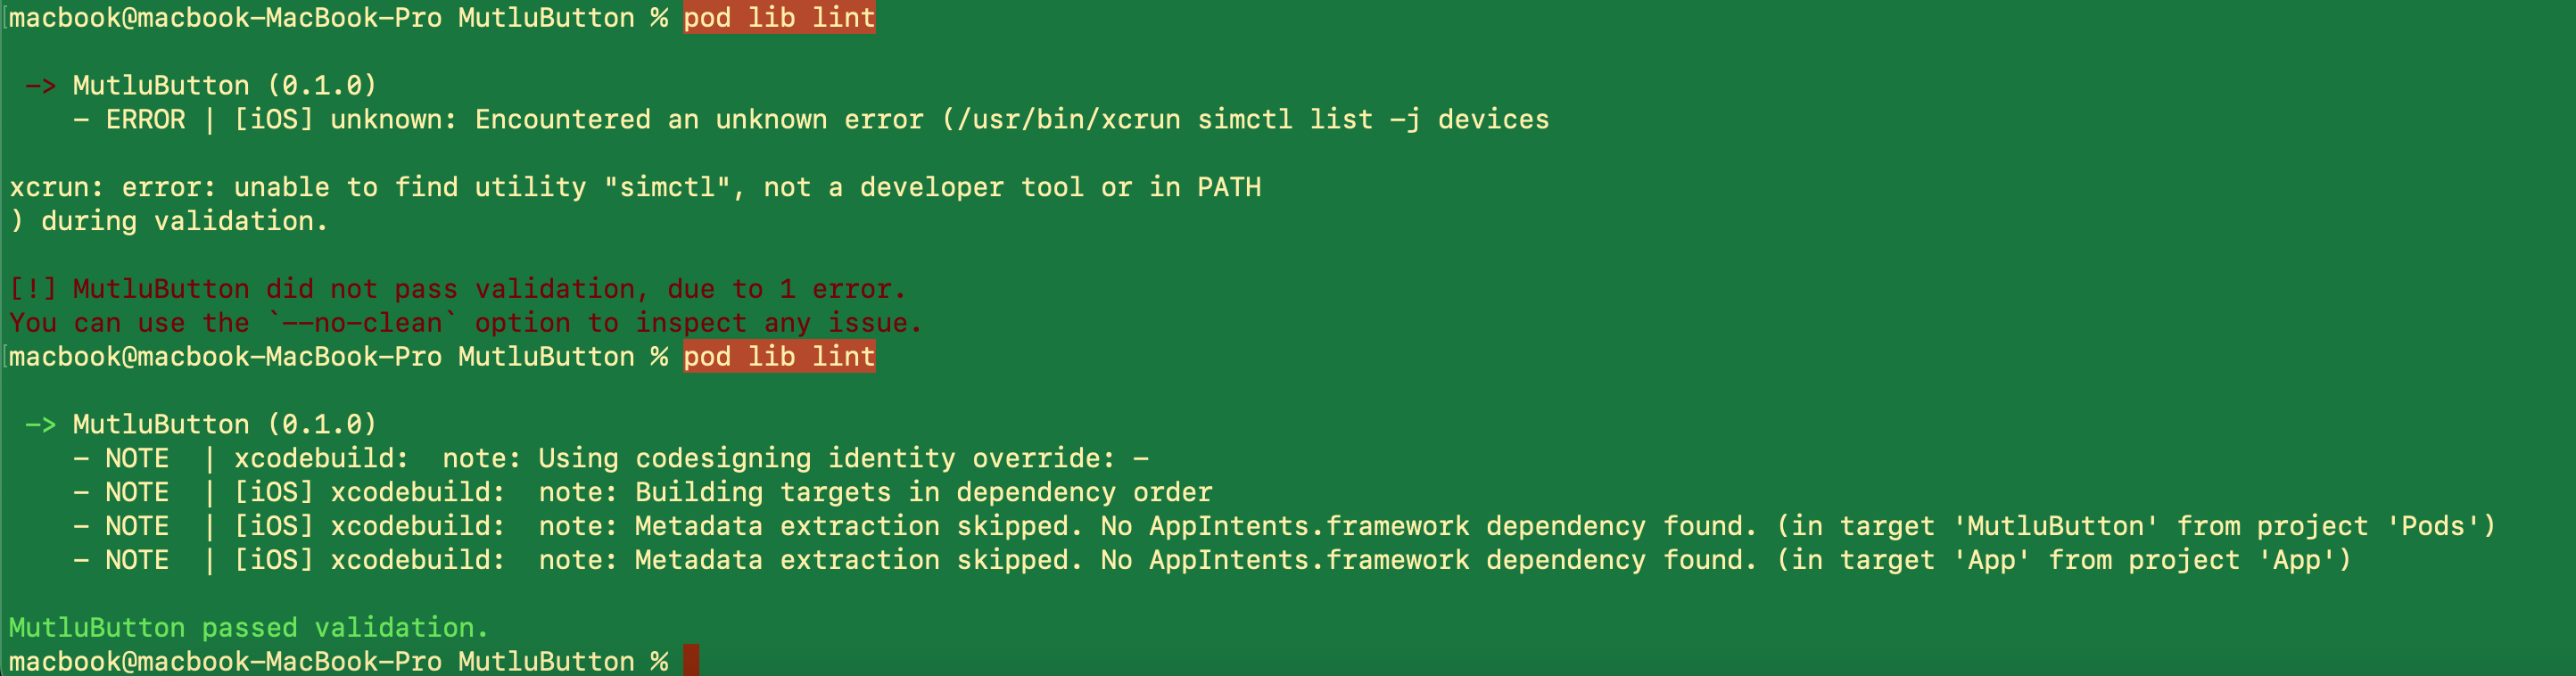 macbook@macbook-MacBook-Pro MutluButton % pod lib lint
-> MutluButton (0.1.0)
- ERROR | [iOS] unknown: Encountered an unknown error (/usr/bin/xcrun simctl list -j devices
xcrun: error: unable to find utility "simctl", not a developer tool or in PATH
) during validation.
[!] MutluButton did not pass validation, due to 1 error.
You can use the `--no-clean` option to inspect any issue.
macbook@macbook-MacBook-Pro MutluButton % pod lib lint
-> MutluButton (0.1.0)
- NOTE  | xcodebuild:  note: Using codesigning identity override: -
- NOTE  | [iOS] xcodebuild:  note: Building targets in dependency order
- NOTE  | [iOS] xcodebuild:  note: Metadata extraction skipped. No AppIntents.framework dependency found. (in target 'MutluButton' from project 'Pods')
- NOTE  | [iOS] xcodebuild:  note: Metadata extraction skipped. No AppIntents.framework dependency found. (in target 'App' from project 'App')
MutluButton passed validation.
macbook@macbook-MacBook-Pro MutluButton %